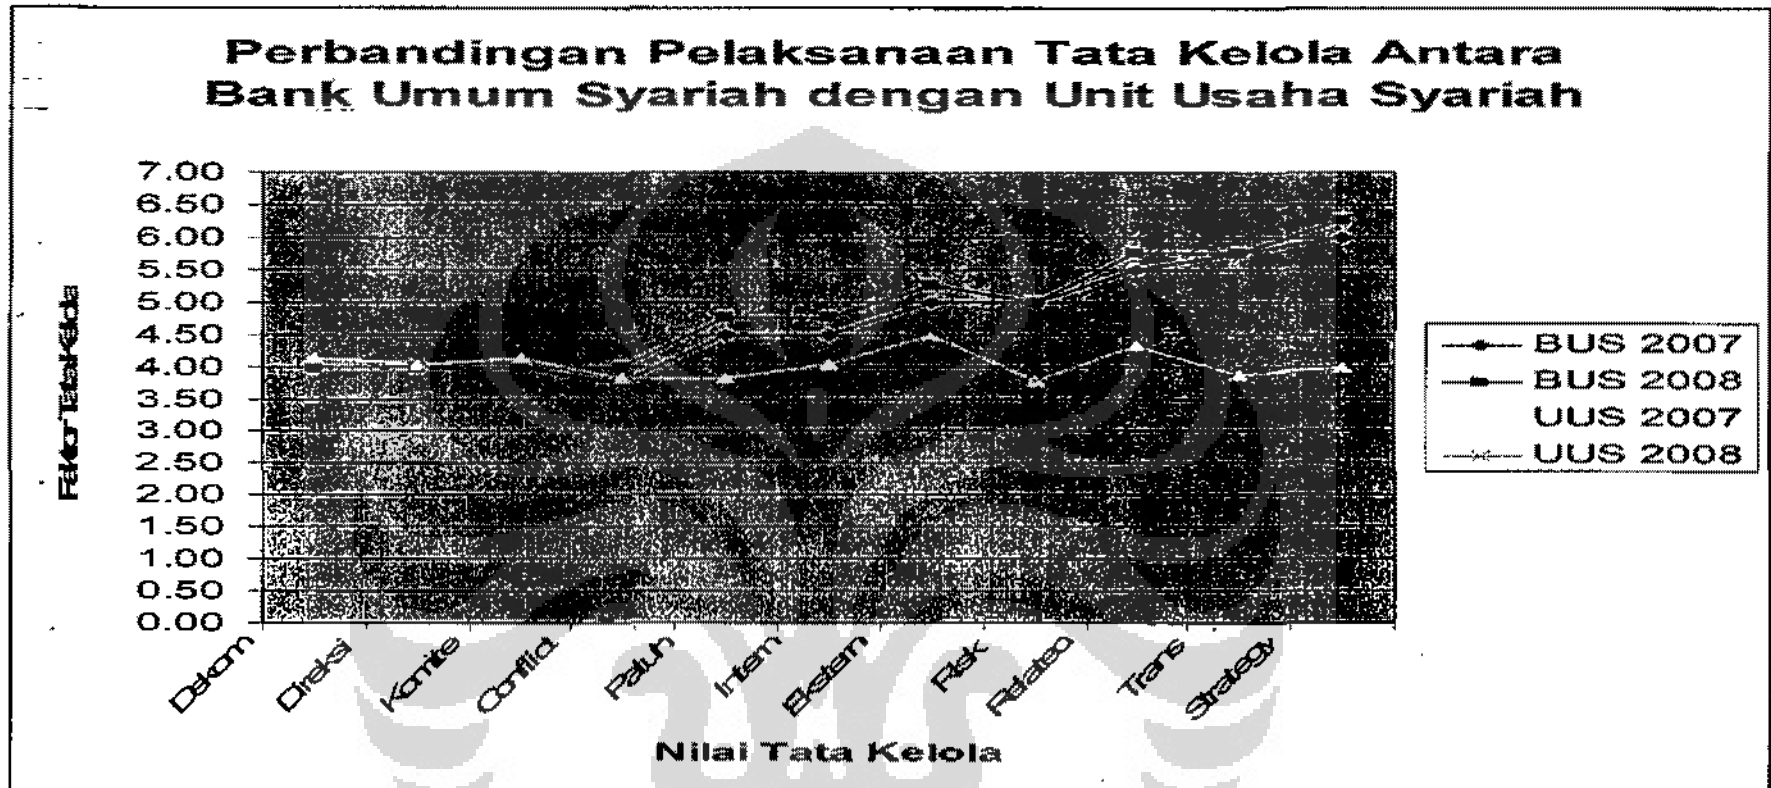 Perbandingan Pelaksanaan Tata Kelola Antara
Bank Umum Syariah dengan Unit Usaha Syariah
7.00
6.50
6.00
5.50
5.00
4.50
4.00
3.50
3.00
2.50
2.00
1.50
1.00
0.50
0.00
Faktor Tata Kelola
Dekom
Direksi
Komite
Conflict
Patuh
Intern
Ekstern
Risk
Related
Trans
Strategy
Nilai Tata Kelola
BUS 2007
BUS 2008
UUS 2007
UUS 2008